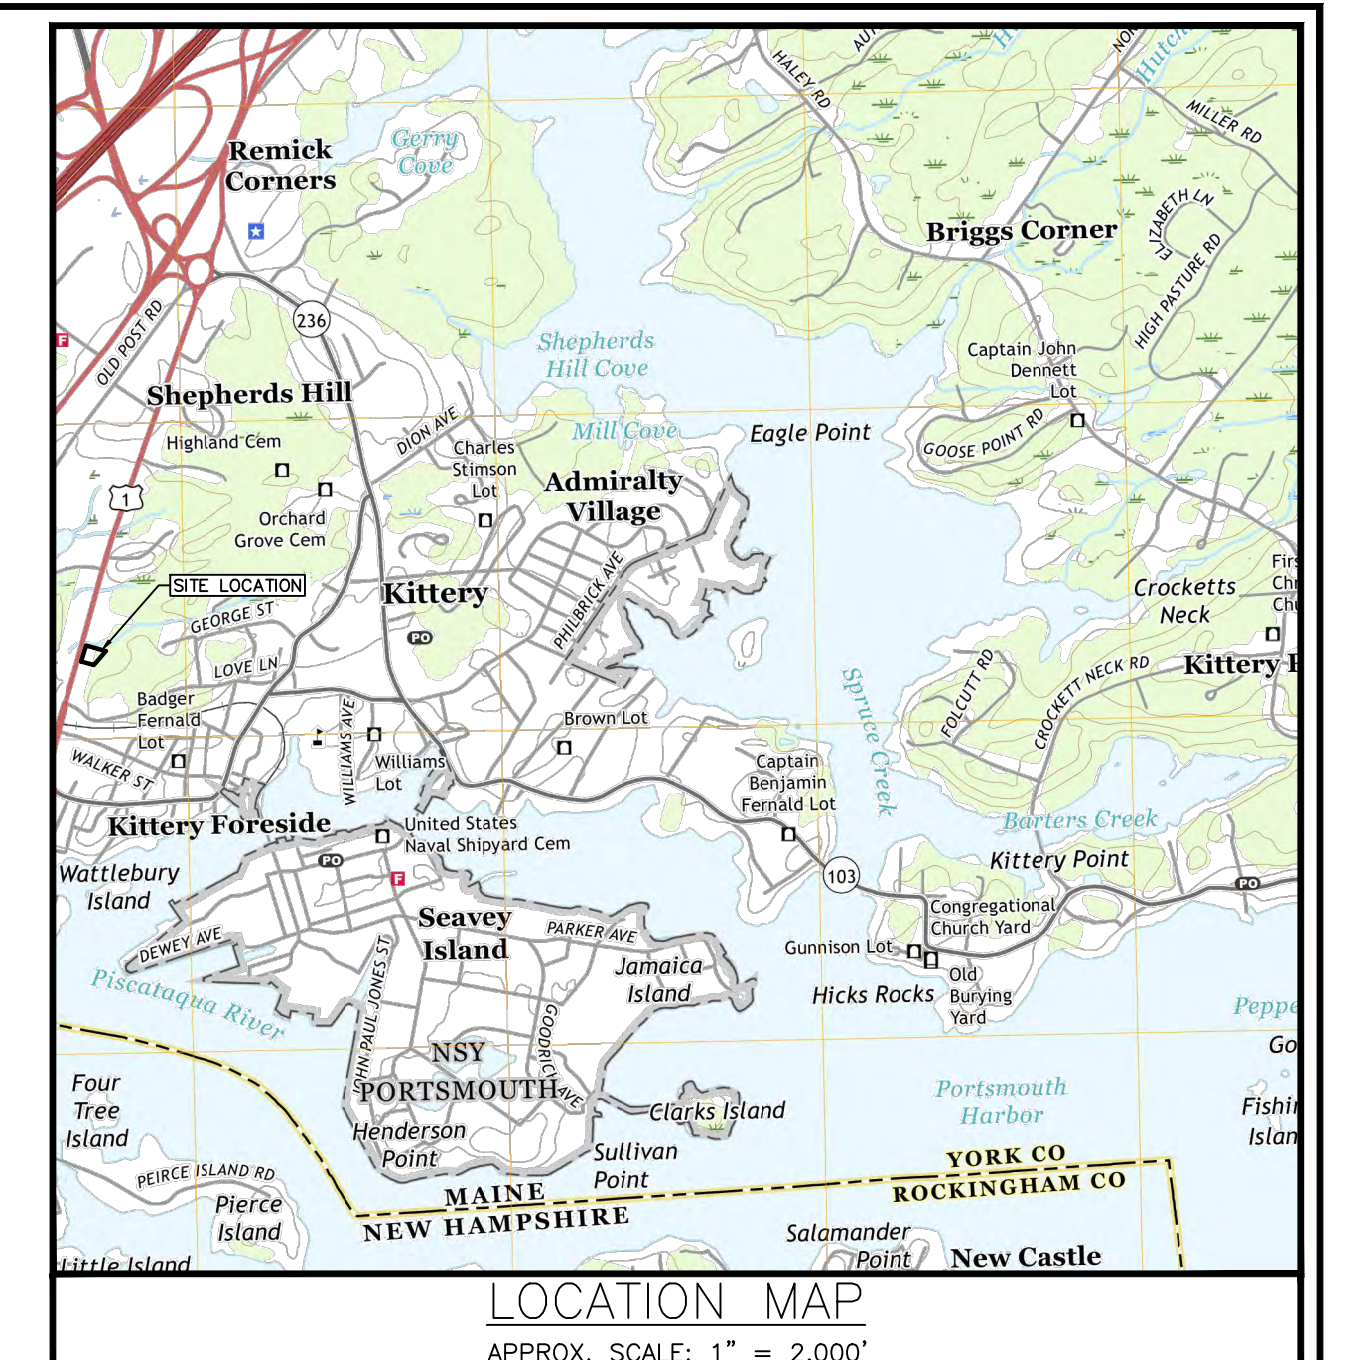 HALEY RD
MILLER RD
Gerry
Cove
Remick
Corners
ELIZABETH LN
Briggs Corner
HIGH PASTURE RD
236
OLD POST RD
F
Shepherds
Hill Cove
Captain John
Dennett
Lot
Shepherds Hill
DION AVE
Mill Cove
Eagle Point
GOOSE POINT RD
Highland Cem
Charles
Stimson
Lot
Admiralty
Village
1
Orchard
Grove Cem
SITE LOCATION
Kittery
PHILBRICK AVE
Crocketts
Neck
GEORGE ST
PO
LOVE LN
FOLCUTT RD
CROCKETT NECK RD
Kittery
Spruce Creek
Badger
Fernald
Lot
WILLIAMS AVE
Brown Lot
WALKER ST
Williams
Lot
Captain
Benjamin
Fernald Lot
Kittery Foreside
United States
Naval Shipyard Cem
Barters Creek
Kittery Point
Wattlebury
Island
PO
F
103
PO
Seavey
Island
PARKER AVE
Congregational
Church Yard
DEWEY AVE
Gunnison Lot
Jamaica
Island
Old
Burying
Yard
Hicks Rocks
Piscataqua River
JOHN PAUL JONES ST
GOODRICH AVE
NSY
PORTSMOUTH
Four
Tree
Island
Clarks Island
Portsmouth
Harbor
Henderson
Point
Sullivan
Point
PEIRCE ISLAND RD
Pierce
Island
YORK CO
ROCKINGHAM CO
MAINE
NEW HAMPSHIRE
Salamander
Point
New Castle
Little Island
LOCATION MAP
APPROX. SCALE: 1" = 2,000'